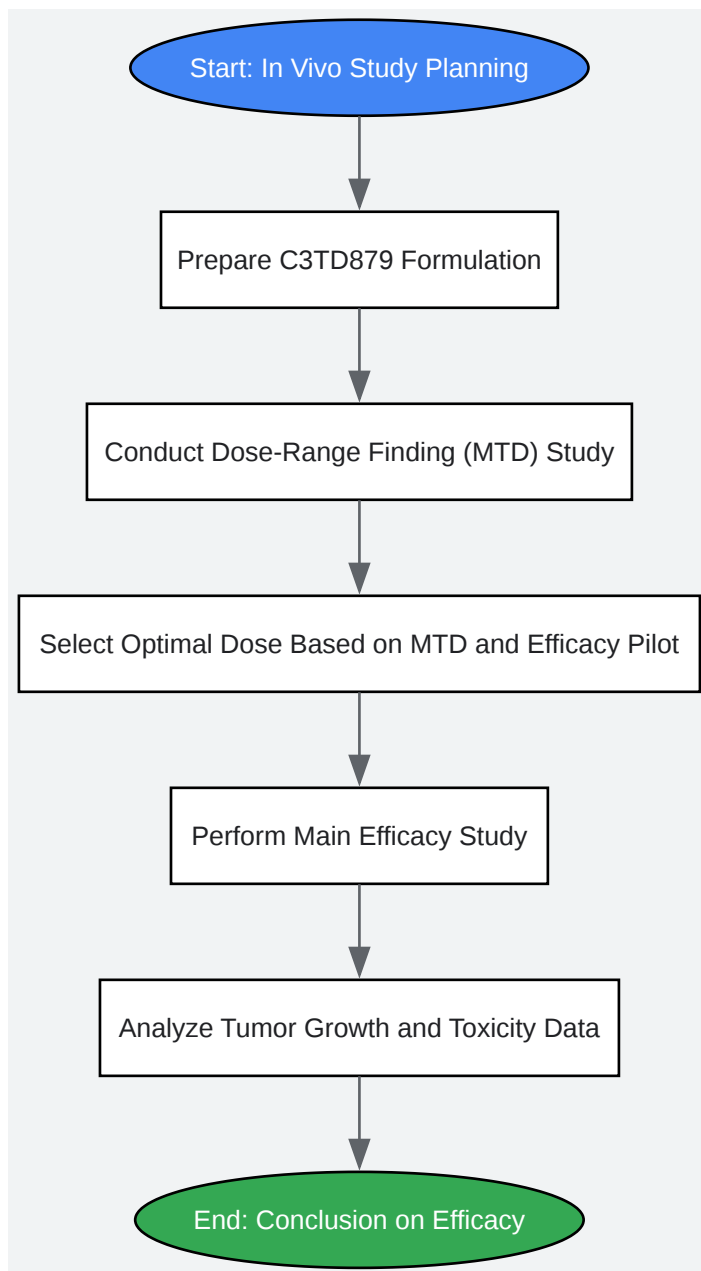 Start: In Vivo Study Planning
Prepare C3TD879 Formulation
Conduct Dose-Range Finding (MTD) Study
Select Optimal Dose Based on MTD and Efficacy Pilot
Perform Main Efficacy Study
Analyze Tumor Growth and Toxicity Data
End: Conclusion on Efficacy